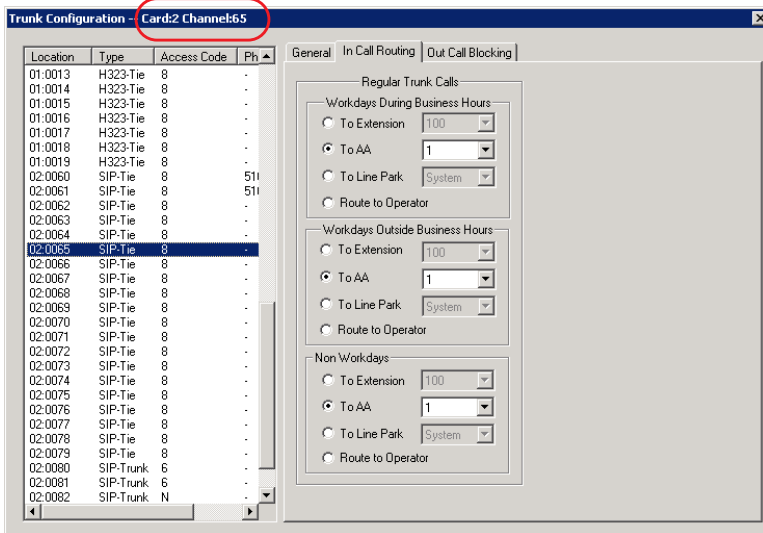 Trunk Configuration -- Card:2 Channel:65
Location Type Access Code Ph
01:0013 H323-Tie 8 -
01:0014 H323-Tie 8 -
01:0015 H323-Tie 8 -
01:0016 H323-Tie 8 -
01:0017 H323-Tie 8 -
01:0018 H323-Tie 8 -
01:0019 H323-Tie 8 -
02:0060 SIP-Tie 8 51
02:0061 SIP-Tie 8 51
02:0062 SIP-Tie 8 -
02:0063 SIP-Tie 8 -
02:0064 SIP-Tie 8 -
02:0065 SIP-Tie 8 -
02:0066 SIP-Tie 8 -
02:0067 SIP-Tie 8 -
02:0068 SIP-Tie 8 -
02:0069 SIP-Tie 8 -
02:0070 SIP-Tie 8 -
02:0071 SIP-Tie 8 -
02:0072 SIP-Tie 8 -
02:0073 SIP-Tie 8 -
02:0074 SIP-Tie 8 -
02:0075 SIP-Tie 8 -
02:0076 SIP-Tie 8 -
02:0077 SIP-Tie 8 -
02:0078 SIP-Tie 8 -
02:0079 SIP-Tie 8 -
02:0080 SIP-Trunk 6 -
02:0081 SIP-Trunk 6 -
02:0082 SIP-Trunk N -
General In Call Routing Out Call Blocking
Regular Trunk Calls
Workdays During Business Hours
To Extension 100
To AA 1
To Line Park System
Route to Operator
Workdays Outside Business Hours
To Extension 100
To AA 1
To Line Park System
Route to Operator
Non Workdays
To Extension 100
To AA 1
To Line Park System
Route to Operator